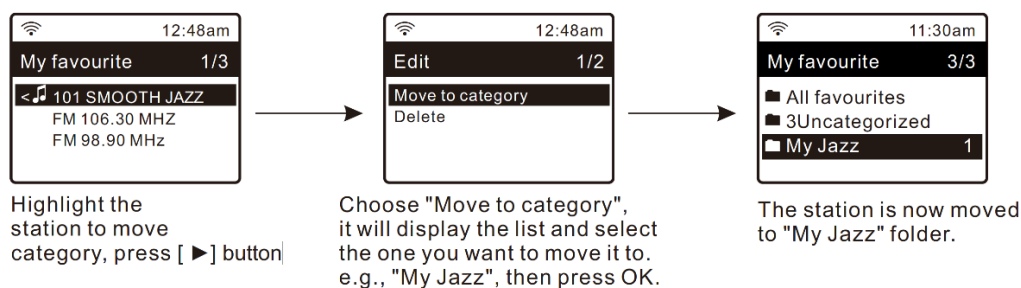 12:48am
My favourite 1/3
< 101 SMOOTH JAZZ
FM 106.30 MHZ
FM 98.90 MHz
Highlight the
station to move
category, press [ ►] button
12:48am
Edit 1/2
Move to category
Delete
Choose "Move to category",
it will display the list and select
the one you want to move it to.
e.g., "My Jazz", then press OK.
11:30am
My favourite 3/3
All favourites
3Uncategorized
My Jazz 1
The station is now moved
to "My Jazz" folder.